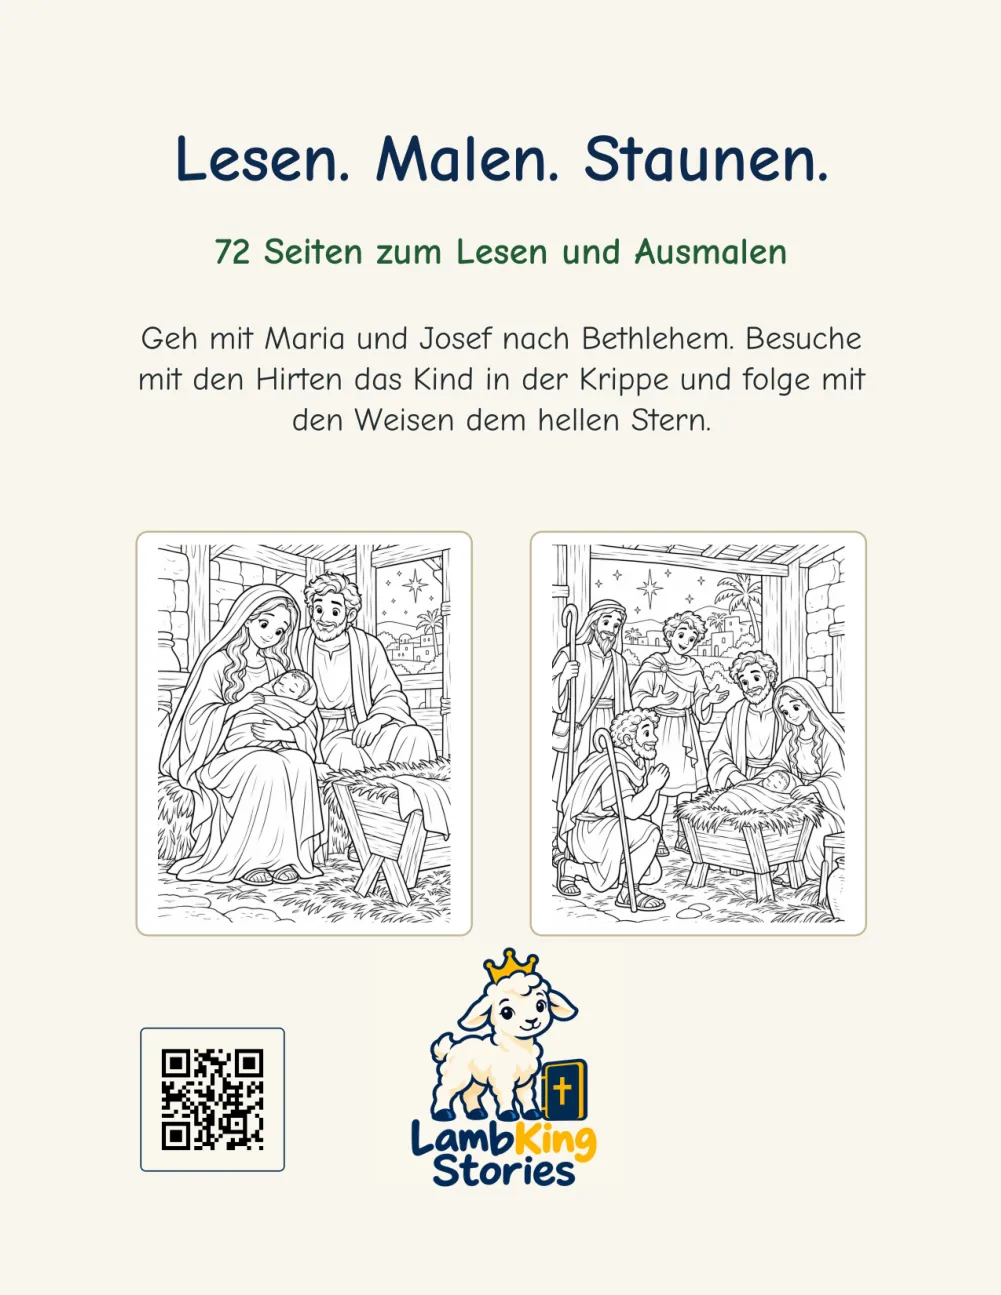 Lesen. Malen. Staunen.
72 Seiten zum Lesen und Ausmalen
Geh mit Maria und Josef nach Bethlehem. Besuche
mit den Hirten das Kind in der Krippe und folge mit
den Weisen dem hellen Stern.
LambKing
Stories